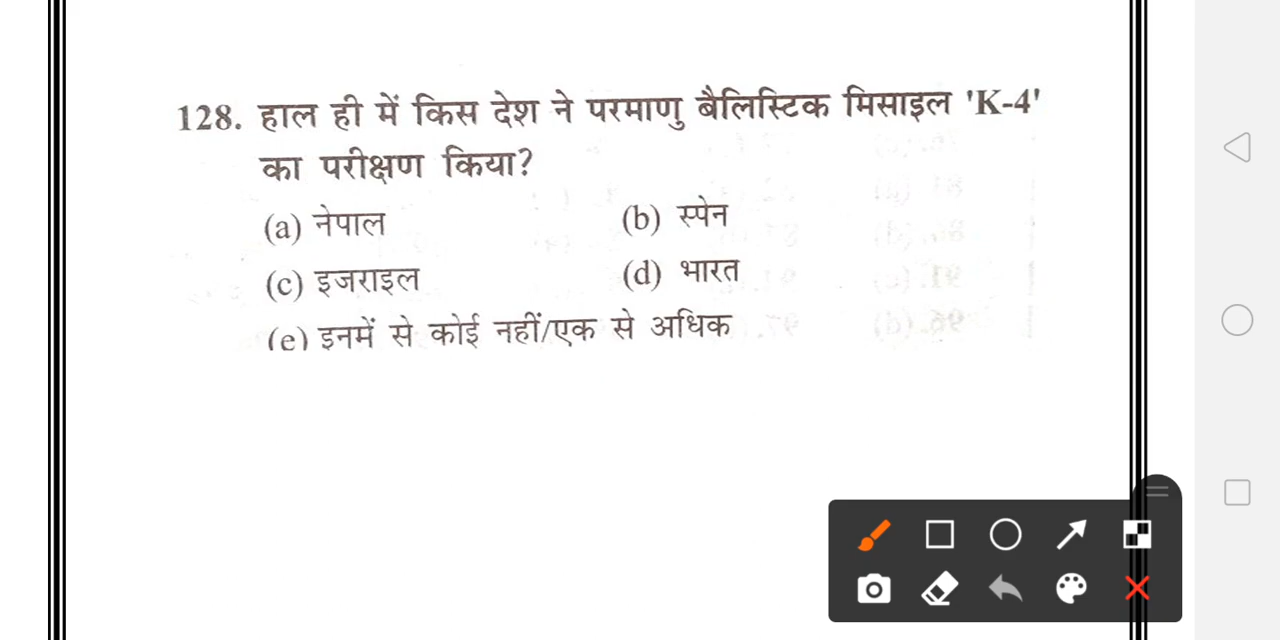 128. हाल ही में किस देश ने परमाणु बैलिस्टिक मिसाइल 'K-4'
का परीक्षण किया?
(a) नेपाल (b) स्पेन
(c) इजराइल (d) भारत
(e) इनमें से कोई नहीं/एक से अधिक